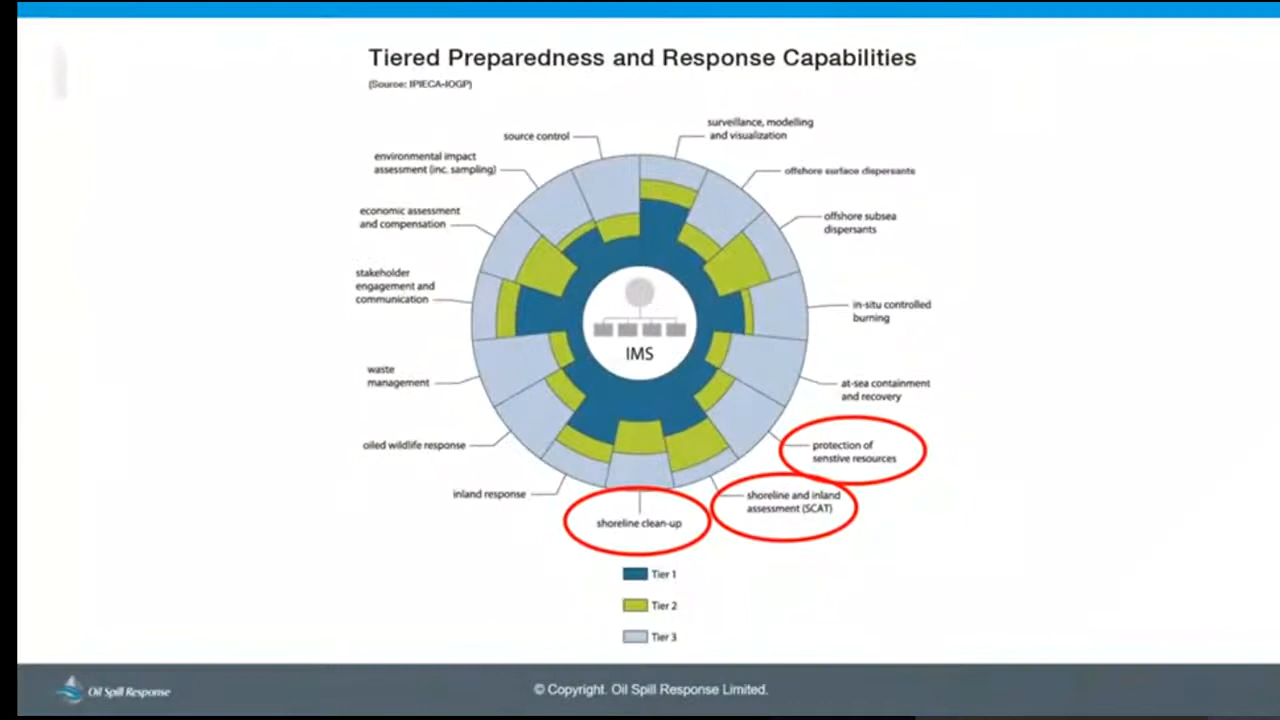 Tiered Preparedness and Response Capabilities
(Source: IPIECA-IOGP)
surveillance, modelling
and visualization
source control
environmental impact
assessment (inc. sampling)
offshore surface dispersants
economic assessment
and compensation
offshore subsea
dispersants
stakeholder
engagement and
communication
in-situ controlled
burning
IMS
waste
management
at-sea containment
and recovery
oiled wildlife response
protection of
senstive resources
inland response
shoreline and inland
assessment (SCAT)
shoreline clean-up
Tier 1
Tier 2
Tier 3
Oil Spill Response
© Copyright. Oil Spill Response Limited.